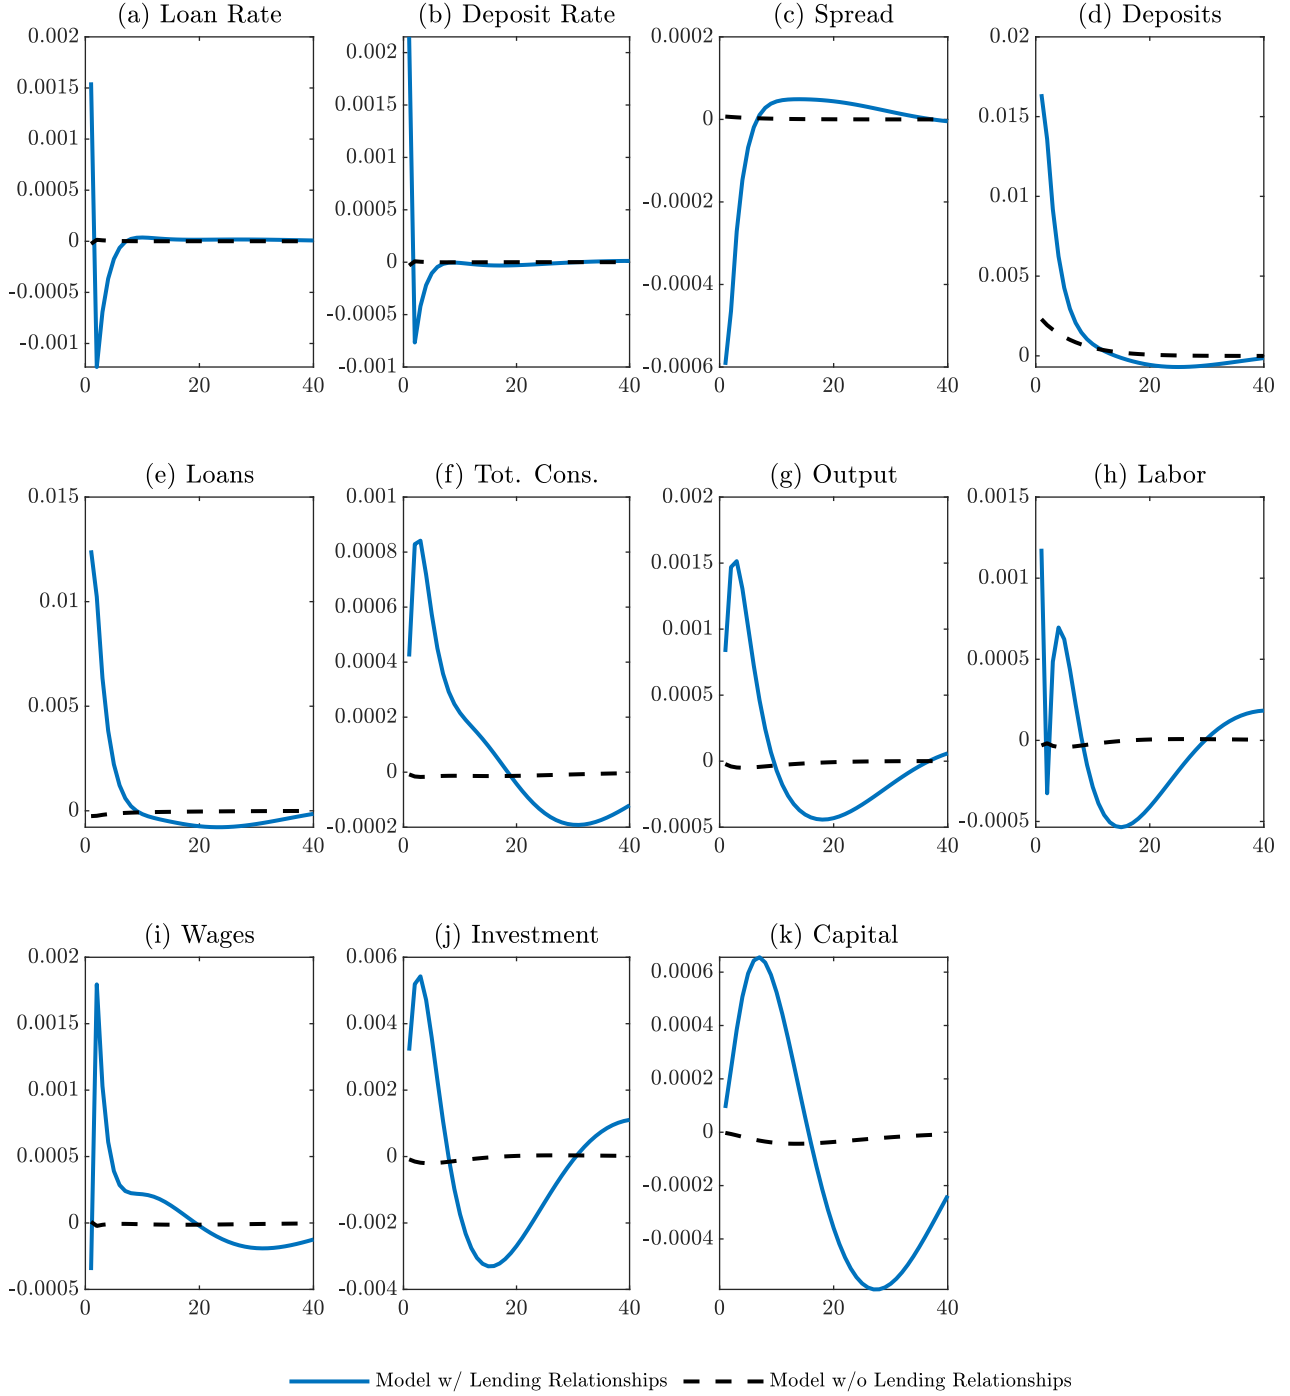 (a) Loan Rate
(b) Deposit Rate
(c) Spread
(d) Deposits
0.002
0.0015
0.001
0.0005
0
-0.0005
-0.001
0 20 40
0.002
0.0015
0.001
0.0005
0
-0.0005
-0.001
0 20 40
0.0002
0
-0.0002
-0.0004
-0.0006
0 20 40
0.02
0.015
0.01
0.005
0
0 20 40
(e) Loans
(f) Tot. Cons.
(g) Output
(h) Labor
0.015
0.01
0.005
0
0 20 40
0.001
0.0008
0.0006
0.0004
0.0002
0
-0.0002
0 20 40
0.002
0.0015
0.001
0.0005
0
-0.0005
0 20 40
0.0015
0.001
0.0005
0
-0.0005
0 20 40
(i) Wages
(j) Investment
(k) Capital
0.002
0.0015
0.001
0.0005
0
-0.0005
0 20 40
0.006
0.004
0.002
0
-0.002
-0.004
0 20 40
0.0006
0.0004
0.0002
0
-0.0002
-0.0004
0 20 40
Model w/ Lending Relationships
Model w/o Lending Relationships